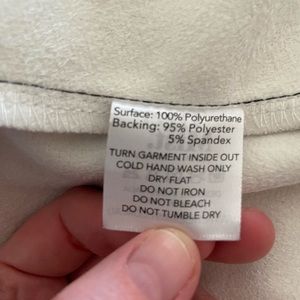 Surface: 100% Polyurethane
Backing: 95% Polyester
5% Spandex
TURN GARMENT INSIDE OUT
COLD HAND WASH ONLY
DRY FLAT
DO NOT IRON
DO NOT BLEACH
DO NOT TUMBLE DRY